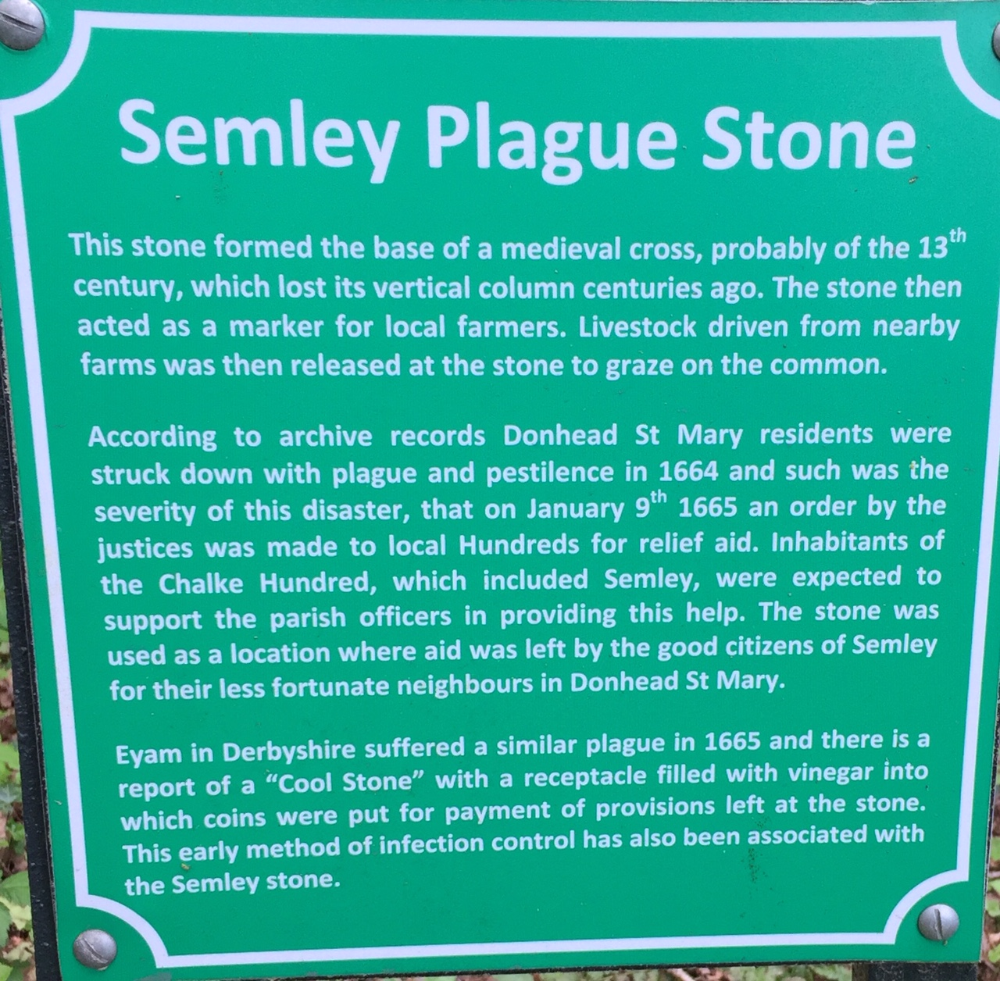 Semley Plague Stone
This stone formed the base of a medieval cross, probably of the 13th
century, which lost its vertical column centuries ago. The stone then
acted as a marker for local farmers. Livestock driven from nearby
farms was then released at the stone to graze on the common.
According to archive records Donhead St Mary residents were
struck down with plague and pestilence in 1664 and such was the
severity of this disaster, that on January 9th 1665 an order by the
justices was made to local Hundreds for relief aid. Inhabitants of
the Chalke Hundred, which included Semley, were expected to
support the parish officers in providing this help. The stone was
used as a location where aid was left by the good citizens of Semley
for their less fortunate neighbours in Donhead St Mary.
Eyam in Derbyshire suffered a similar plague in 1665 and there is a
report of a “Cool Stone” with a receptacle filled with vinegar into
which coins were put for payment of provisions left at the stone.
This early method of infection control has also been associated with
the Semley stone.